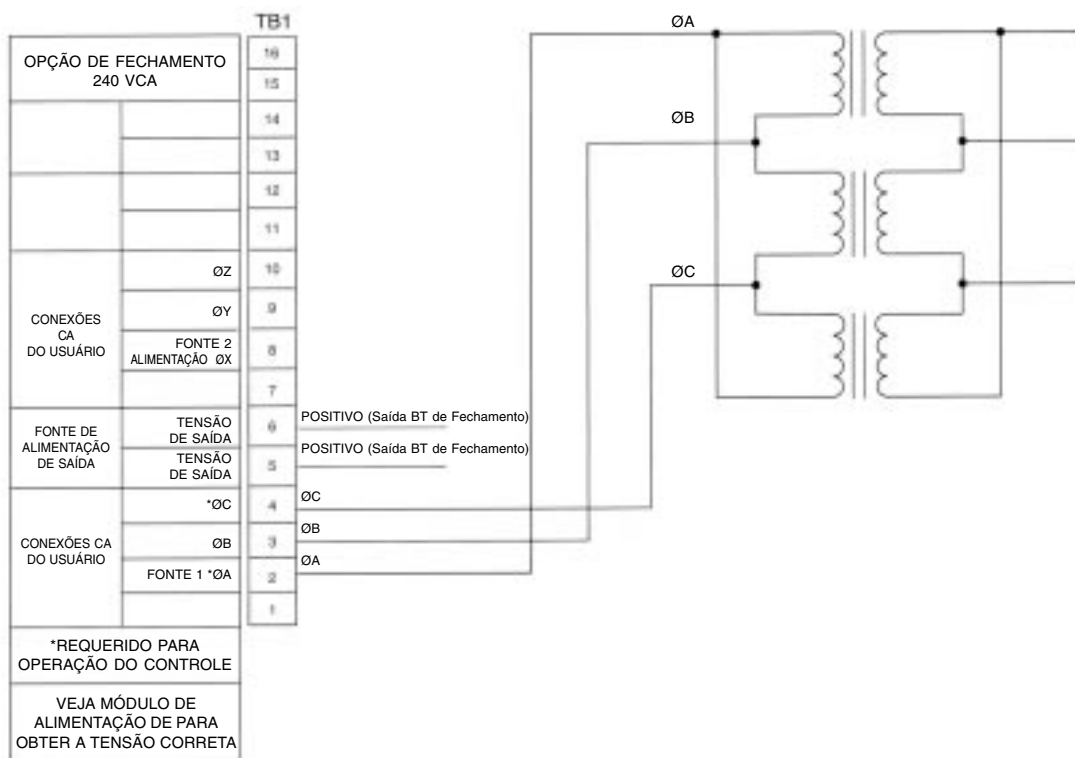 TB1
OPÇÃO DE FECHAMENTO
240 VCA
16
15
14
13
12
11
CONEXÕES
CA
DO USUÁRIO
ØZ
10
ØY
9
FONTE 2
ALIMENTAÇÃO ØX
8
7
FONTE DE
ALIMENTAÇÃO
DE SAÍDA
TENSÃO
DE SAÍDA
6
POSITIVO (Saída BT de Fechamento)
TENSÃO
DE SAÍDA
5
POSITIVO (Saída BT de Fechamento)
CONEXÕES CA
DO USUÁRIO
*ØC
4
ØC
ØB
3
ØB
FONTE 1 *ØA
2
ØA
1
*REQUERIDO PARA
OPERAÇÃO DO CONTROLE
VEJA MÓDULO DE
ALIMENTAÇÃO DE PARA
OBTER A TENSÃO CORRETA
ØA
ØB
ØC